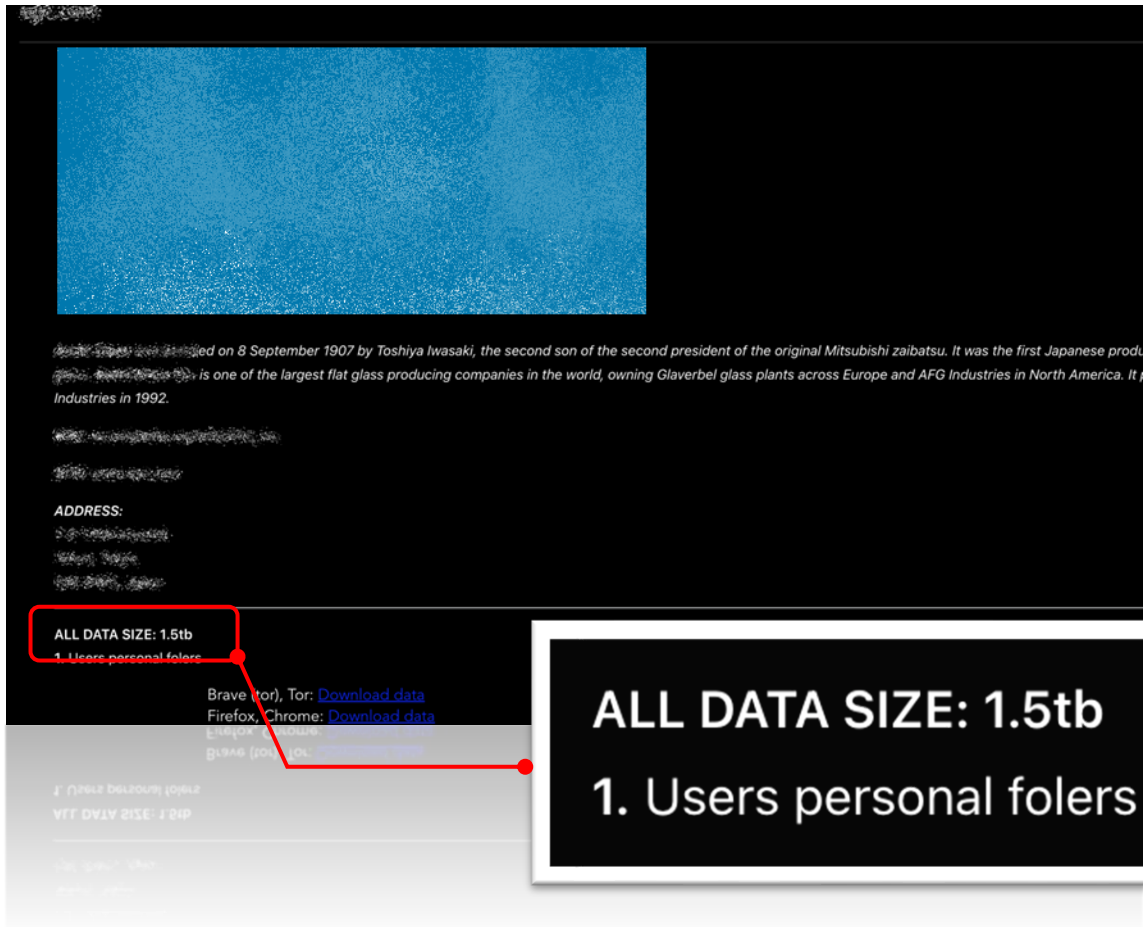 ed on 8 September 1907 by Toshiya Iwasaki, the second son of the second president of the original Mitsubishi zaibatsu. It was the first Japanese produ
is one of the largest flat glass producing companies in the world, owning Glaverbel glass plants across Europe and AFG Industries in North America. It p
Industries in 1992.
ADDRESS:
ALL DATA SIZE: 1.5tb
1. Users personal folers
Brave (tor), Tor: Download data
Firefox, Chrome: Download data
ALL DATA SIZE: 1.5tb
1. Users personal folers